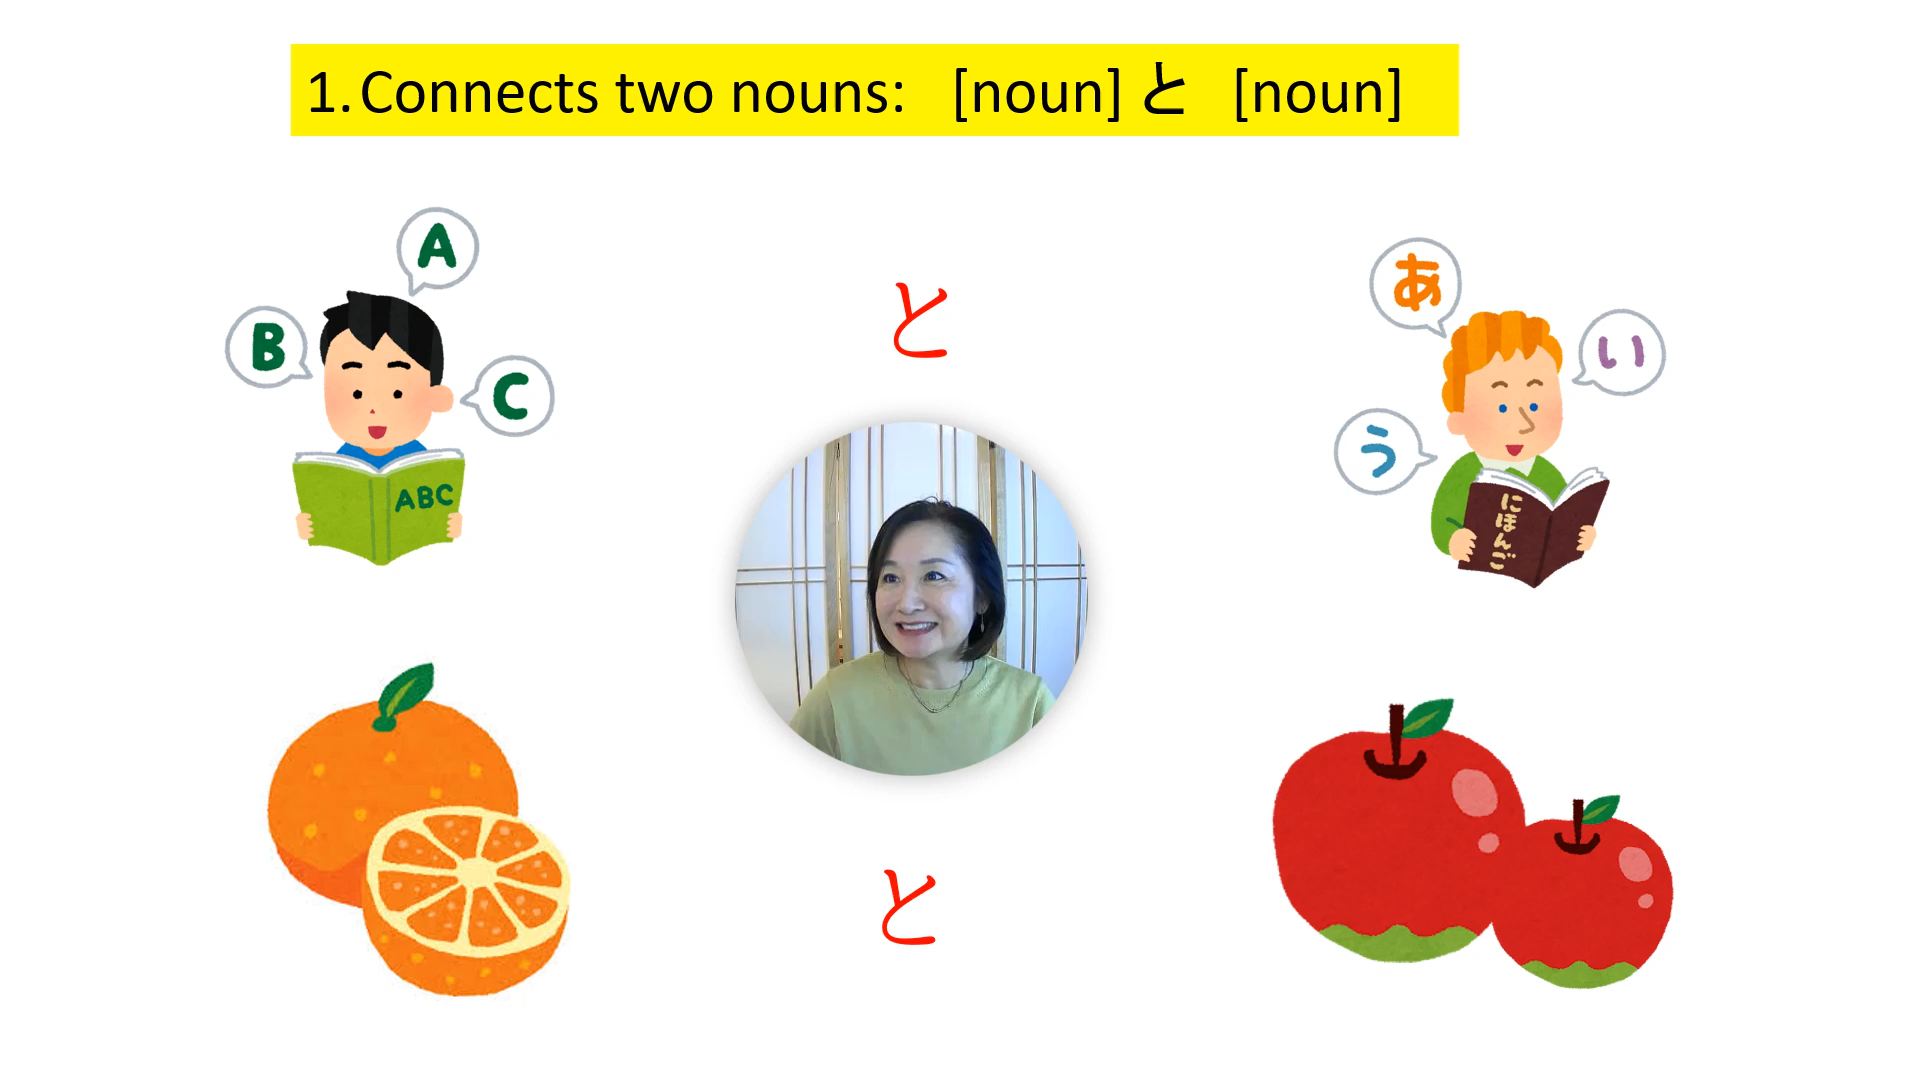 1. Connects two nouns: [noun] と [noun]
A
B
C
ABC
と
あ
い
う
にほんご
と